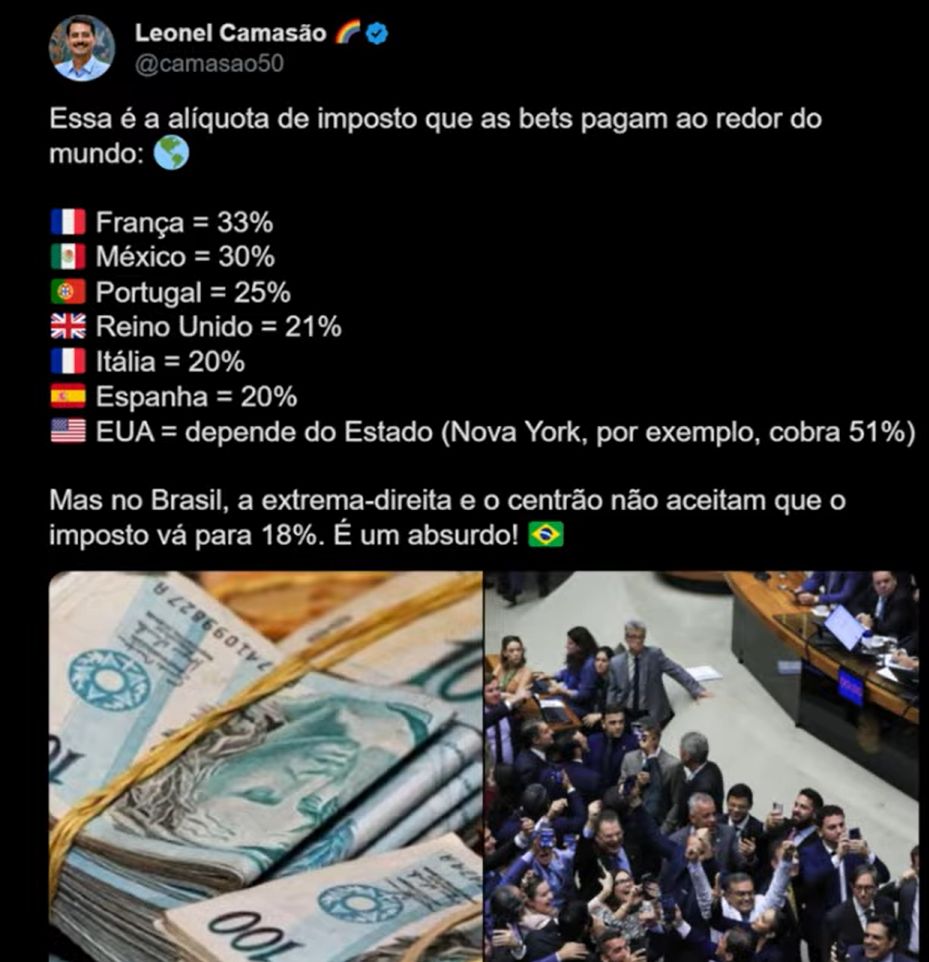 Leonel Camasão 🌈
@camasao50
Essa é a alíquota de imposto que as bets pagam ao redor do
mundo: 🌎
🇫🇷 França = 33%
🇲🇽 México = 30%
🇵🇹 Portugal = 25%
🇬🇧 Reino Unido = 21%
🇫🇷 Itália = 20%
🇪🇸 Espanha = 20%
🇺🇸 EUA = depende do Estado (Nova York, por exemplo, cobra 51%)
Mas no Brasil, a extrema-direita e o centrão não aceitam que o
imposto vá para 18%. É um absurdo! 🇧🇷
100